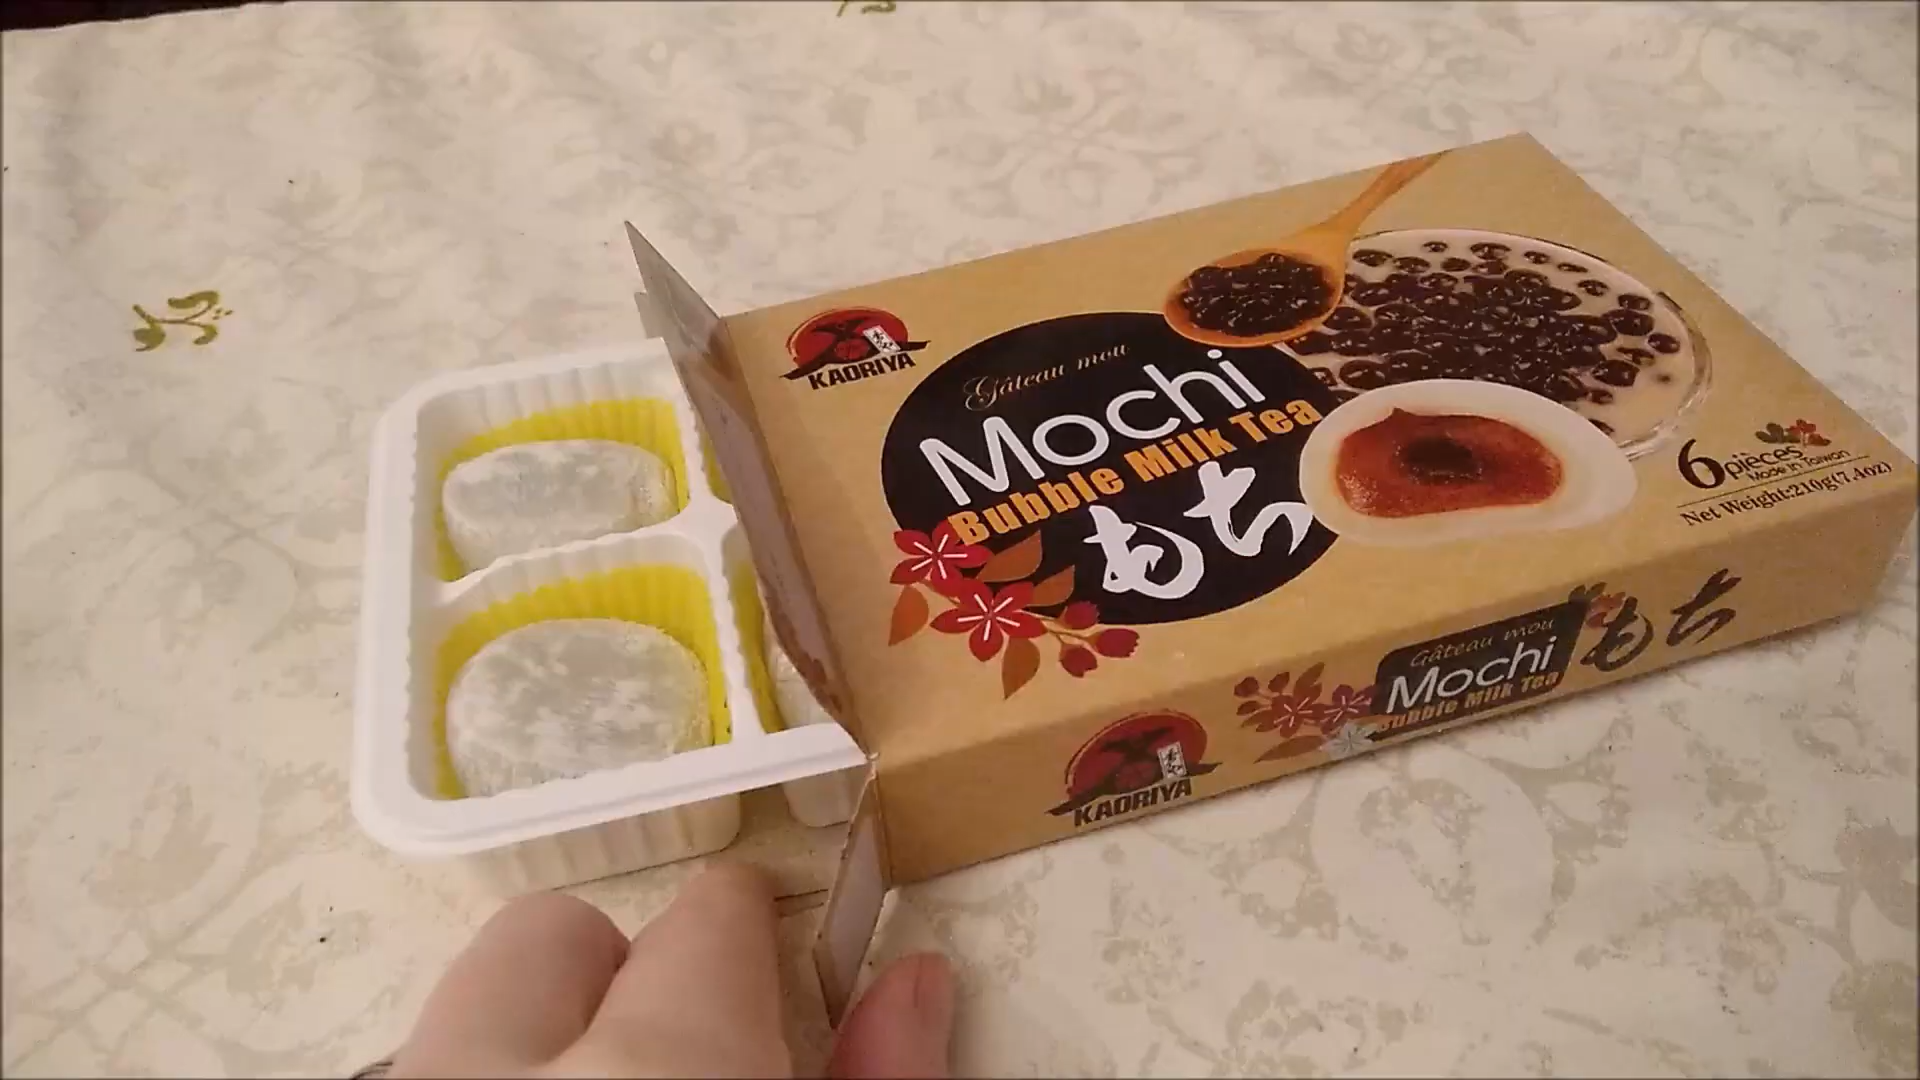 KAORIYA
Gâteau mou
Mochi
Bubble Milk Tea
もち
6 pièces
Made in Taiwan
Net Weight:210g(7.4oz)
Gâteau mou
Mochi
Bubble Milk Tea
もち
KAORIYA